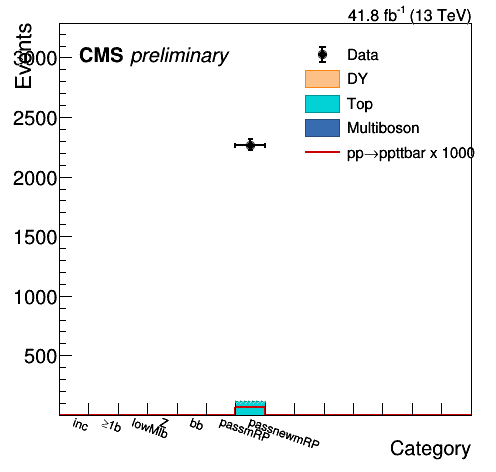 41.8 fb⁻¹ (13 TeV)
Events
CMS preliminary
Data
DY
Top
Multiboson
pp→ppttbar x 1000
3000
2500
2000
1500
1000
500
inc
≥1b
lowMlb
Z
bb
passmRP
passnewmRP
Category